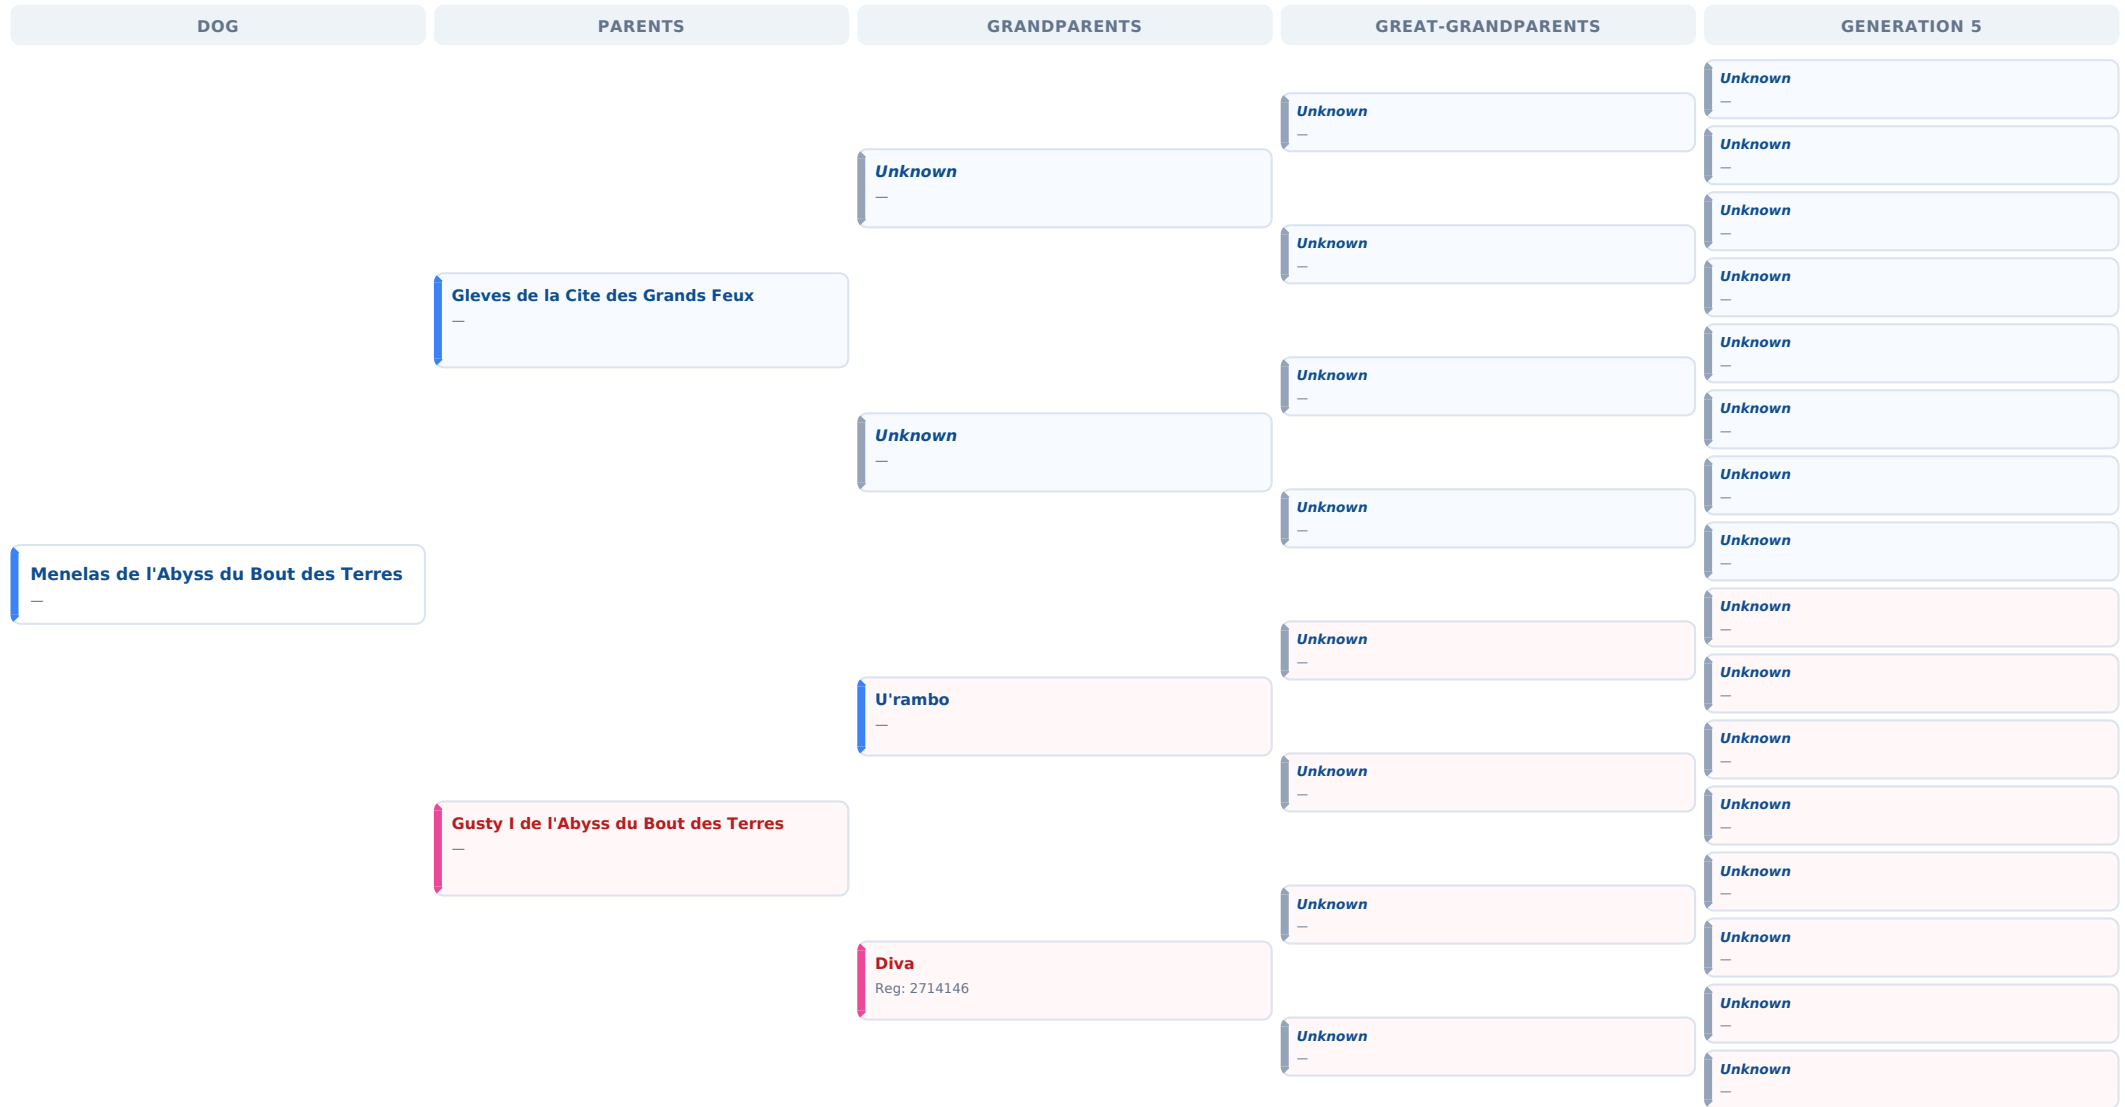 DOG
PARENTS
GRANDPARENTS
GREAT-GRANDPARENTS
GENERATION 5
Menelas de l'Abyss du Bout des Terres
—
Gleves de la Cite des Grands Feux
—
Gusty I de l'Abyss du Bout des Terres
—
Unknown
—
Unknown
—
U'rambo
—
Diva
Reg: 2714146
Unknown
—
Unknown
—
Unknown
—
Unknown
—
Unknown
—
Unknown
—
Unknown
—
Unknown
—
Unknown
—
Unknown
—
Unknown
—
Unknown
—
Unknown
—
Unknown
—
Unknown
—
Unknown
—
Unknown
—
Unknown
—
Unknown
—
Unknown
—
Unknown
—
Unknown
—
Unknown
—
Unknown
—